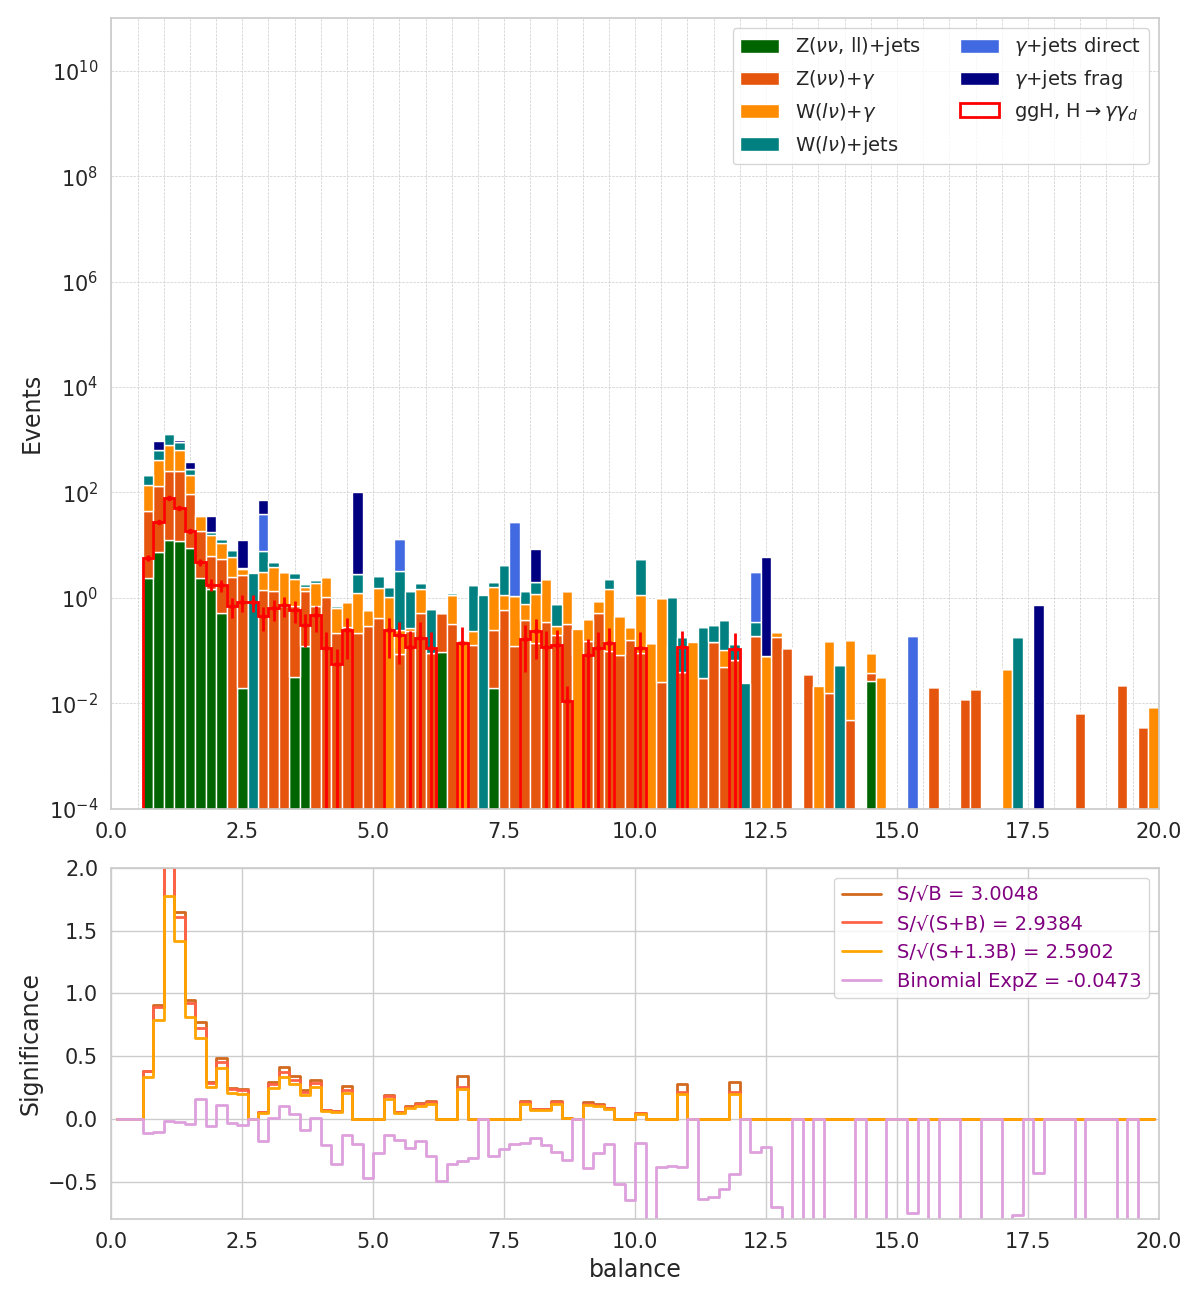 Z(νν, ll)+jets
Z(νν)+γ
W(lν)+γ
W(lν)+jets
γ+jets direct
γ+jets frag
ggH, H→γγ_d
Events
10^10
10^8
10^6
10^4
10^2
10^0
10^−2
10^−4
0.0 2.5 5.0 7.5 10.0 12.5 15.0 17.5 20.0
Significance
2.0
1.5
1.0
0.5
0.0
−0.5
S/√B = 3.0048
S/√(S+B) = 2.9384
S/√(S+1.3B) = 2.5902
Binomial ExpZ = -0.0473
0.0 2.5 5.0 7.5 10.0 12.5 15.0 17.5 20.0
balance